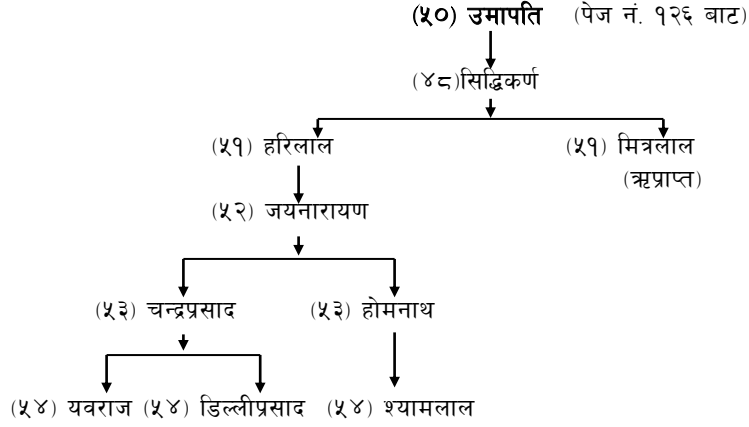 (५०) उमापति (पेज नं. १२६ बाट)
(४८)सिद्धिकर्ण
(५१) हरिलाल (५१) मित्रलाल
(ऋप्राप्त)
(५२) जयनारायण
(५३) चन्द्रप्रसाद (५३) होमनाथ
(५४) यवराज (५४) डिल्लीप्रसाद (५४) श्यामलाल